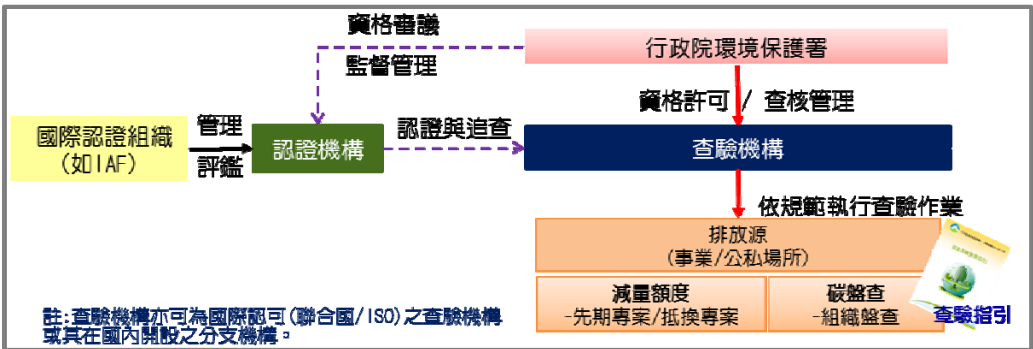 資格審議
監督管理
行政院環境保護署
資格許可 / 查核管理
國際認證組織
(如IAF)
管理
評鑑
認證機構
認證與追查
查驗機構
依規範執行查驗作業
排放源
(事業/公私場所)
減量額度
-先期專案/抵換專案
碳盤查
-組織盤查
查驗指引
註:查驗機構亦可為國際認可(聯合國/ISO)之查驗機構
或其在國內開設之分支機構。